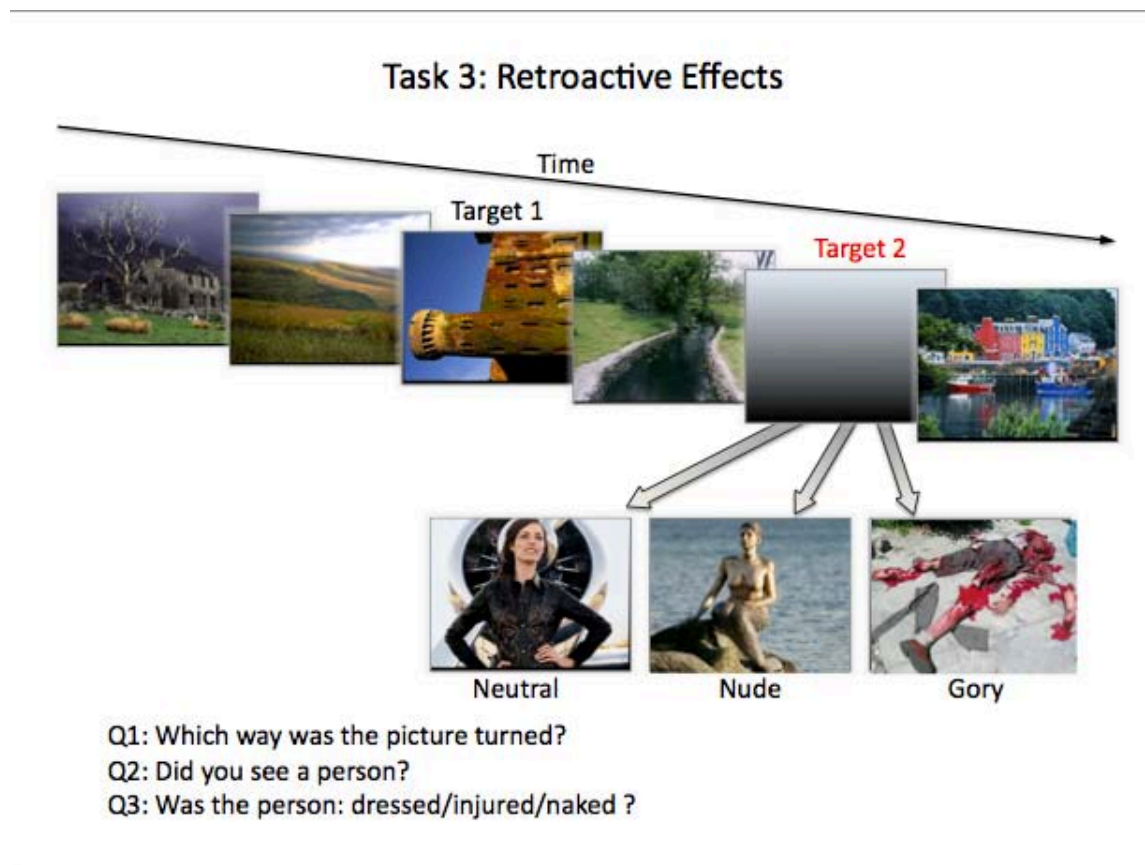 Task 3: Retroactive Effects
Time
Target 1
Target 2
Neutral
Nude
Gory
Q1: Which way was the picture turned?
Q2: Did you see a person?
Q3: Was the person: dressed/injured/naked ?